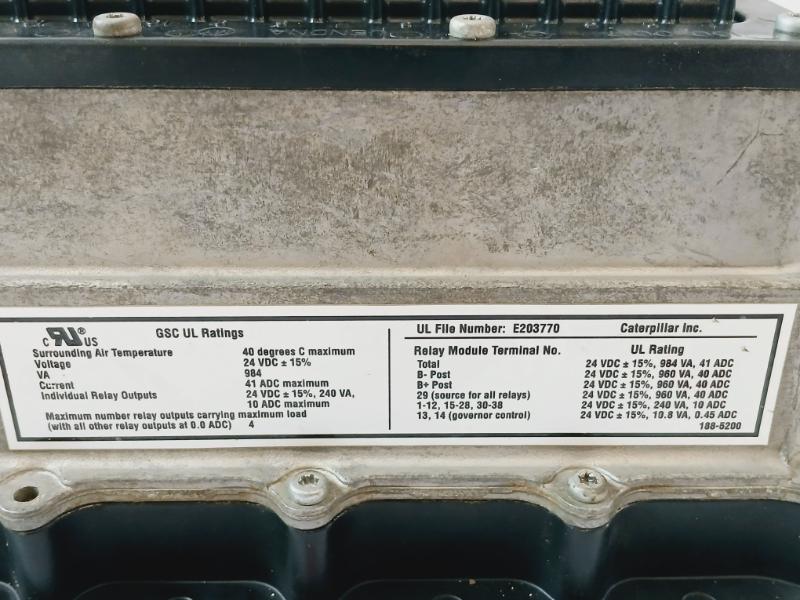 c RU ® US
GSC UL Ratings
Surrounding Air Temperature 40 degrees C maximum
Voltage 24 VDC ± 15%
VA 984
Current 41 ADC maximum
Individual Relay Outputs 24 VDC ± 15%, 240 VA,
10 ADC maximum
Maximum number relay outputs carrying maximum load
(with all other relay outputs at 0.0 ADC) 4
UL File Number: E203770 Caterpillar Inc.
Relay Module Terminal No. UL Rating
Total 24 VDC ± 15%, 984 VA, 41 ADC
B- Post 24 VDC ± 15%, 960 VA, 40 ADC
B+ Post 24 VDC ± 15%, 960 VA, 40 ADC
29 (source for all relays) 24 VDC ± 15%, 960 VA, 40 ADC
1-12, 15-28, 30-38 24 VDC ± 15%, 240 VA, 10 ADC
13, 14 (governor control) 24 VDC ± 15%, 10.8 VA, 0.45 ADC
188-5200